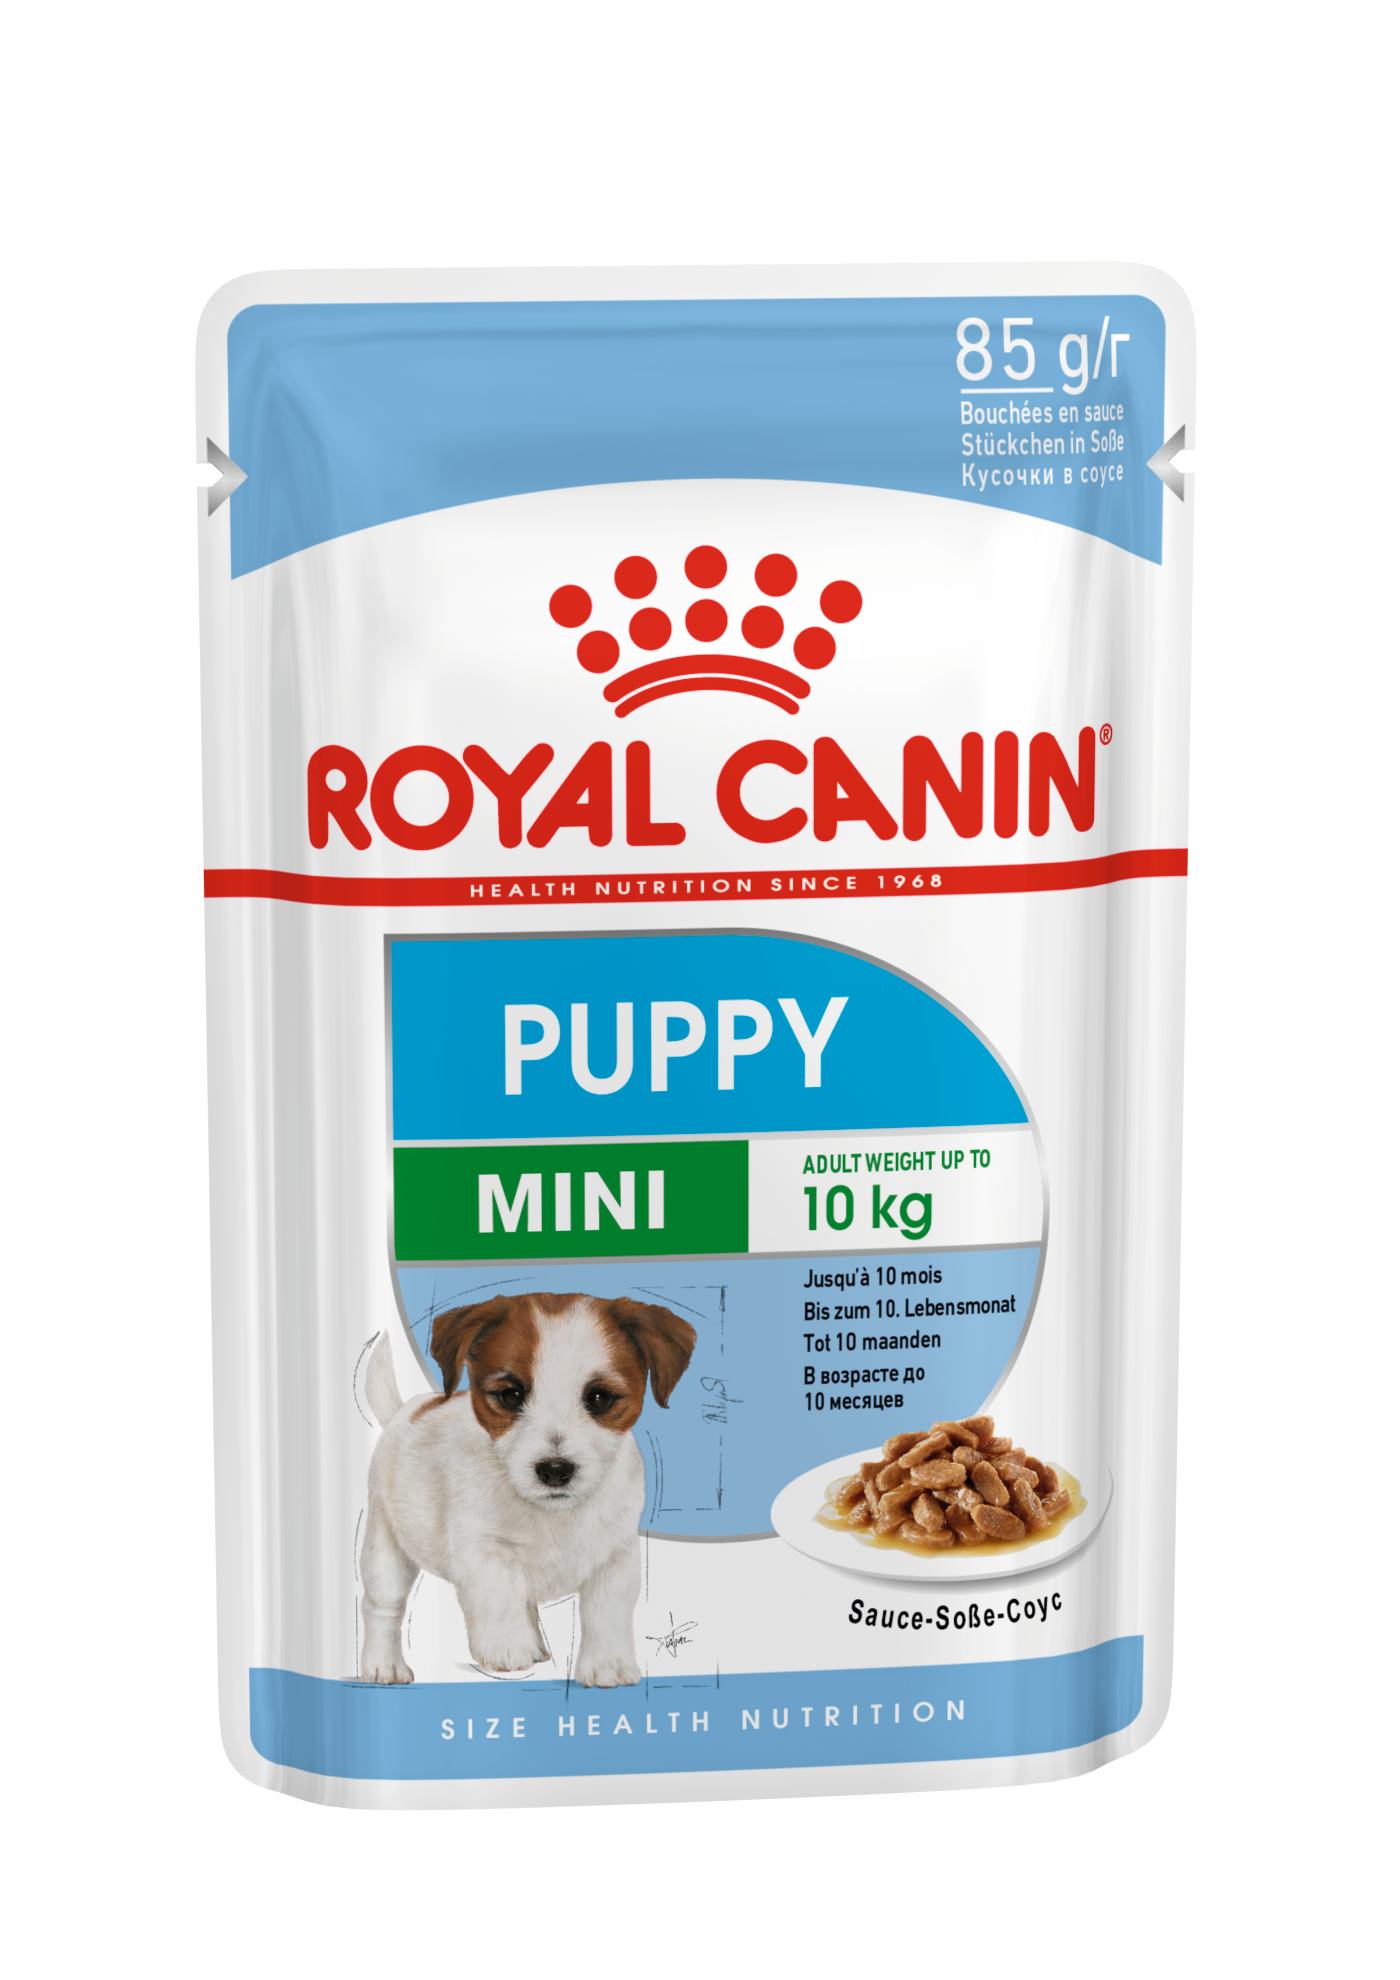 85 g/г
Bouchées en sauce
Stückchen in Soße
Кусочки в соусе
ROYAL CANIN®
HEALTH NUTRITION SINCE 1968
PUPPY
MINI
ADULT WEIGHT UP TO
10 kg
Jusqu'à 10 mois
Bis zum 10. Lebensmonat
Tot 10 maanden
В возрасте до
10 месяцев
Sauce-Soße-Соус
SIZE HEALTH NUTRITION